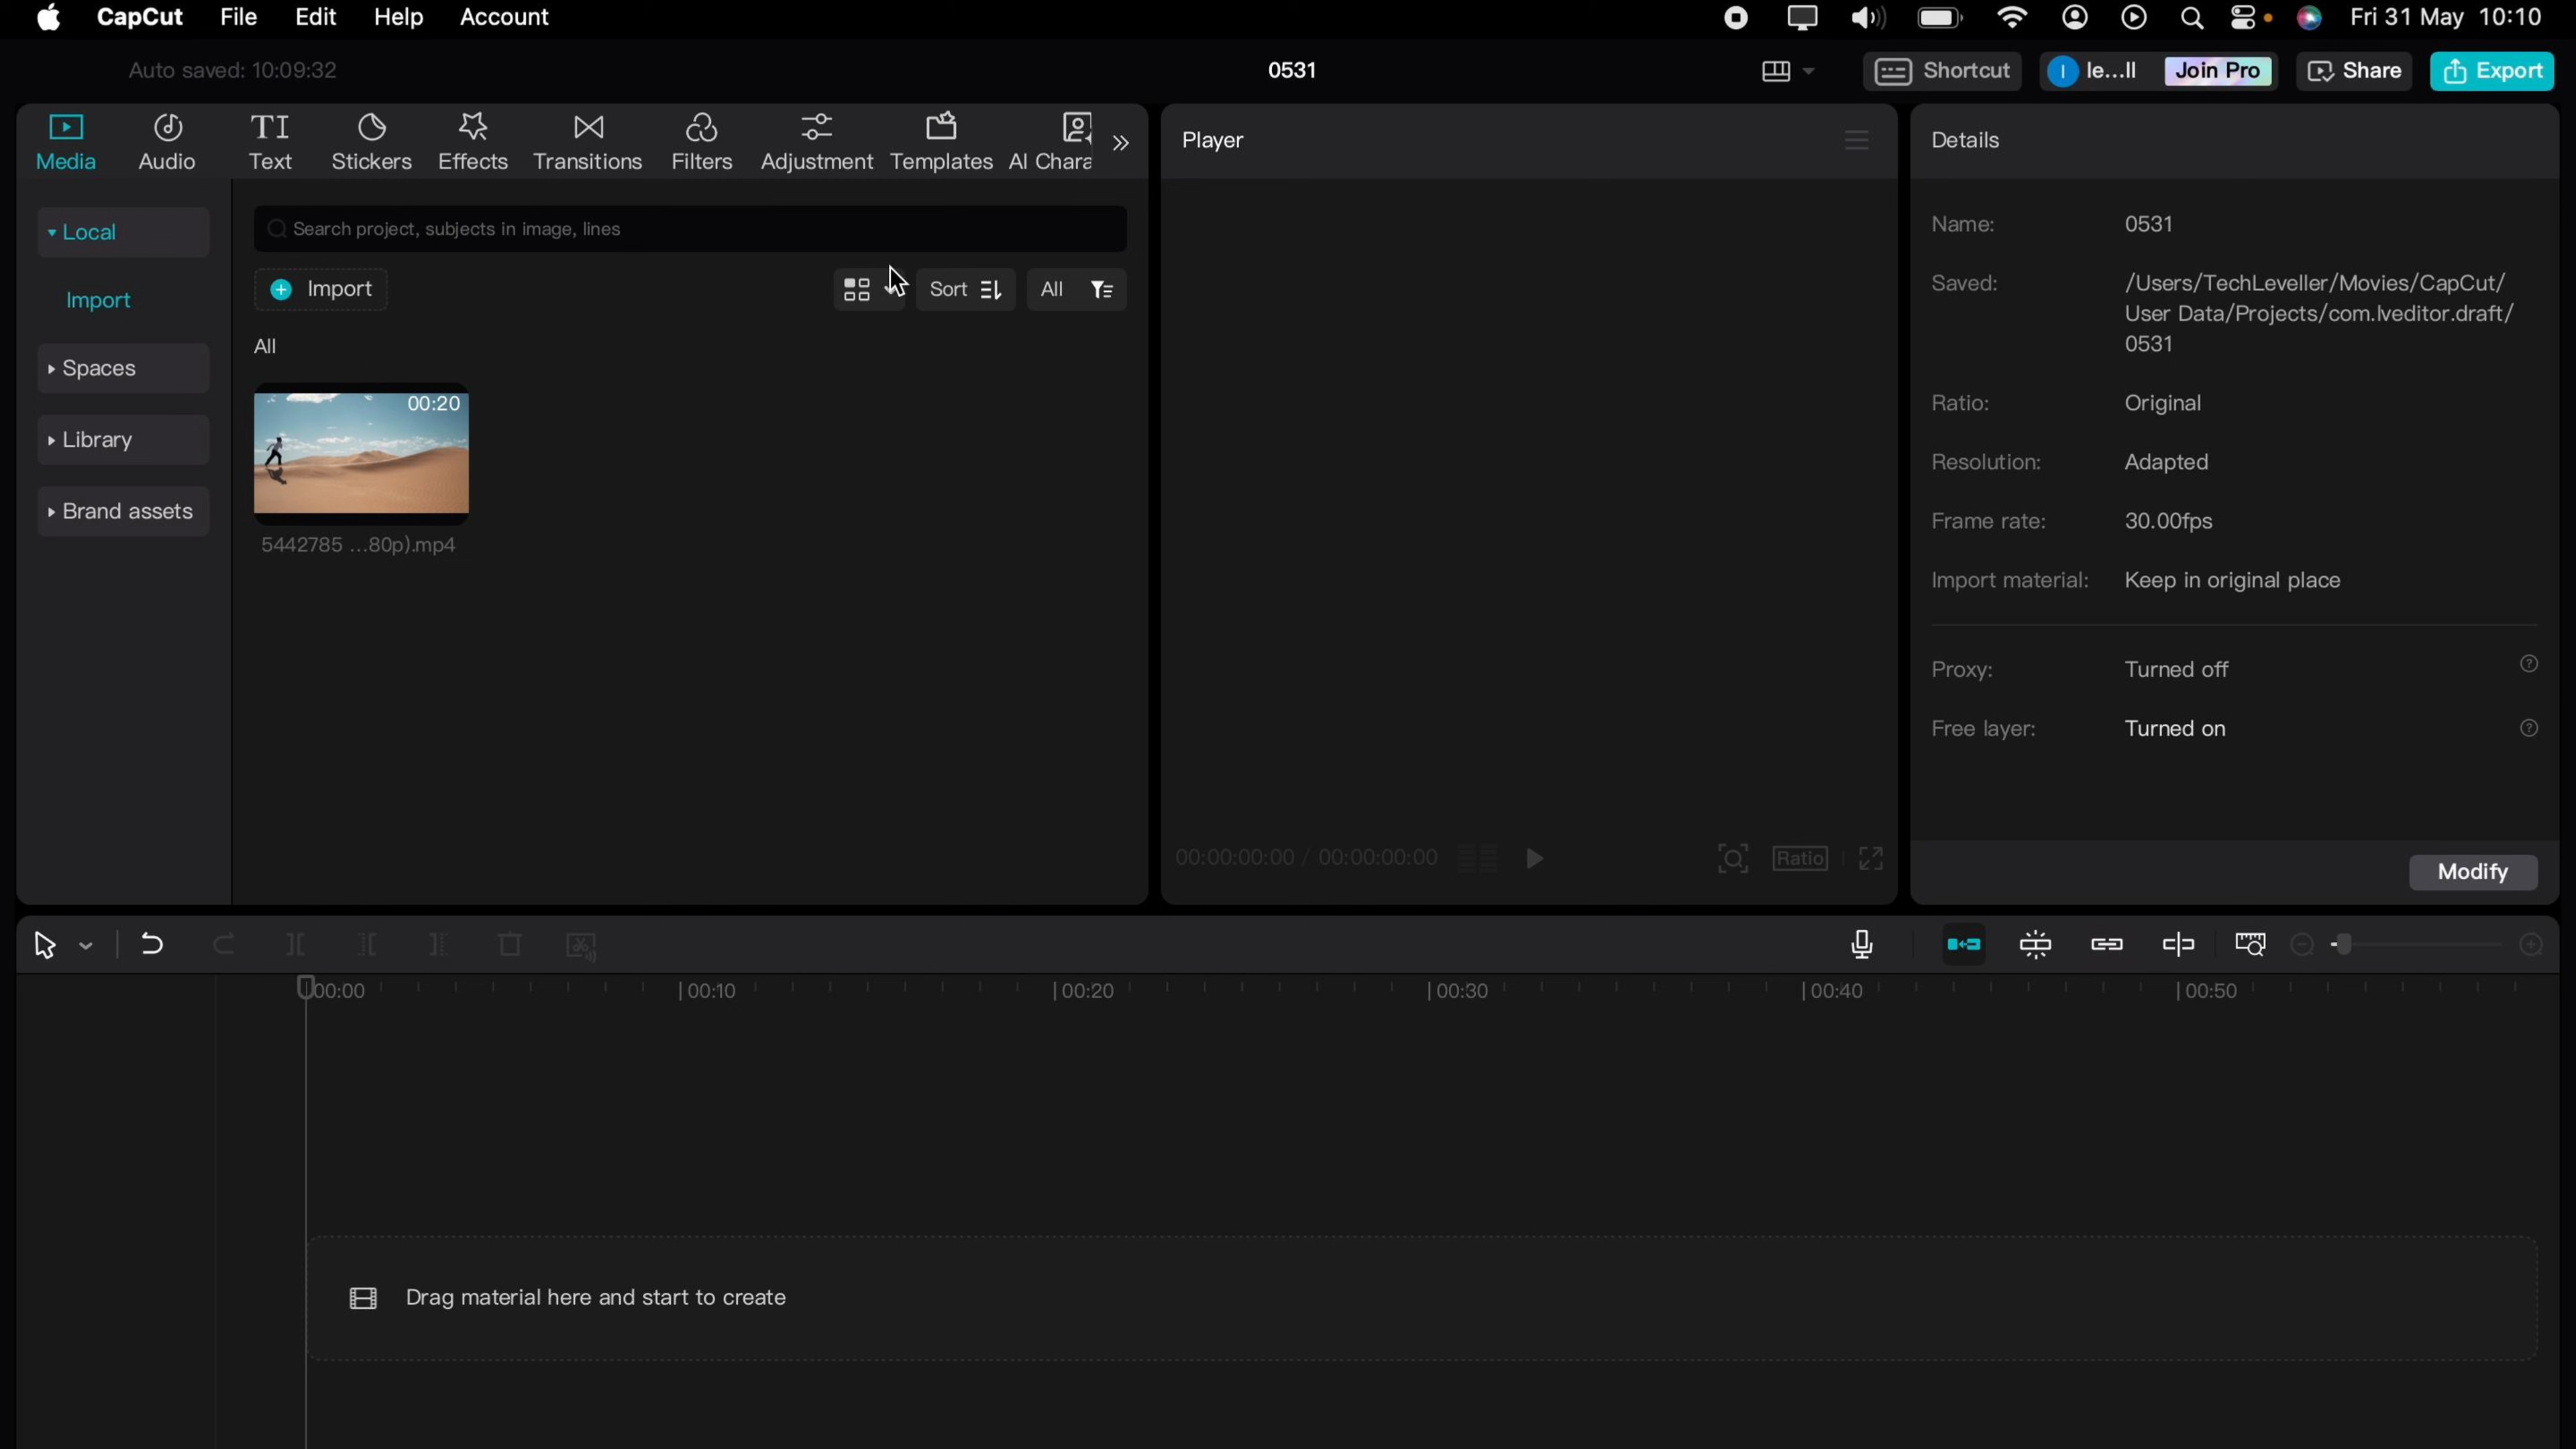 CapCut File Edit Help Account Fri 31 May 10:10
Auto saved: 10:09:32 0531 Shortcut le...ll Join Pro Share Export
Media Audio Text Stickers Effects Transitions Filters Adjustment Templates AI Chara
Local
Import
Spaces
Library
Brand assets
Search project, subjects in image, lines
Import Sort All
All
00:20
5442785 ...80p).mp4
Player
00:00:00:00 / 00:00:00:00 Ratio
Details
Name: 0531
Saved: /Users/TechLeveller/Movies/CapCut/
User Data/Projects/com.lveditor.draft/
0531
Ratio: Original
Resolution: Adapted
Frame rate: 30.00fps
Import material: Keep in original place
Proxy: Turned off
Free layer: Turned on
Modify
00:00 00:10 00:20 00:30 00:40 00:50
Drag material here and start to create